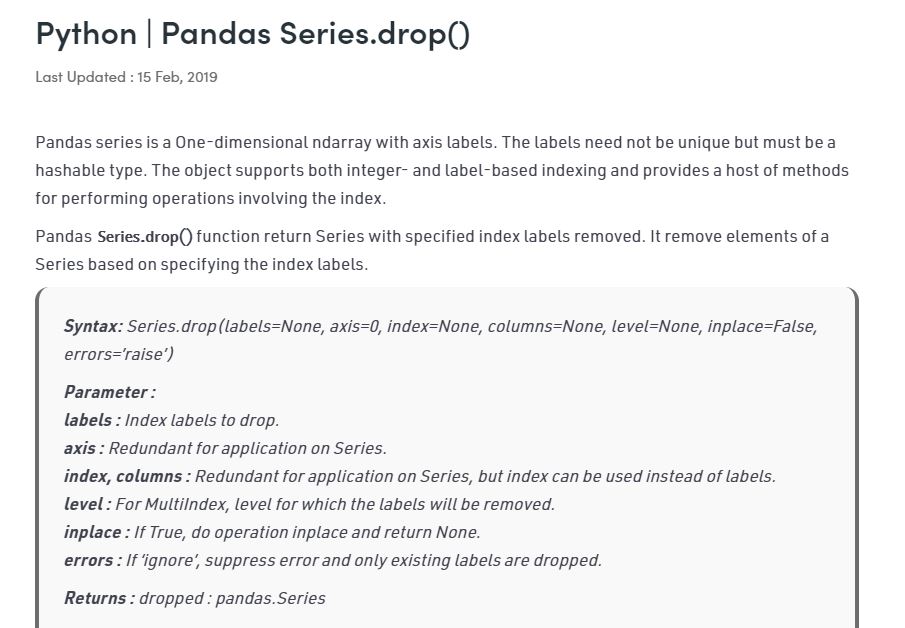 Python | Pandas Series.drop()
Last Updated : 15 Feb, 2019
Pandas series is a One-dimensional ndarray with axis labels. The labels need not be unique but must be a
hashable type. The object supports both integer- and label-based indexing and provides a host of methods
for performing operations involving the index.
Pandas Series.drop() function return Series with specified index labels removed. It remove elements of a
Series based on specifying the index labels.
Syntax: Series.drop(labels=None, axis=0, index=None, columns=None, level=None, inplace=False,
errors=’raise’)
Parameter :
labels : Index labels to drop.
axis : Redundant for application on Series.
index, columns : Redundant for application on Series, but index can be used instead of labels.
level : For MultiIndex, level for which the labels will be removed.
inplace : If True, do operation inplace and return None.
errors : If ‘ignore’, suppress error and only existing labels are dropped.
Returns : dropped : pandas.Series